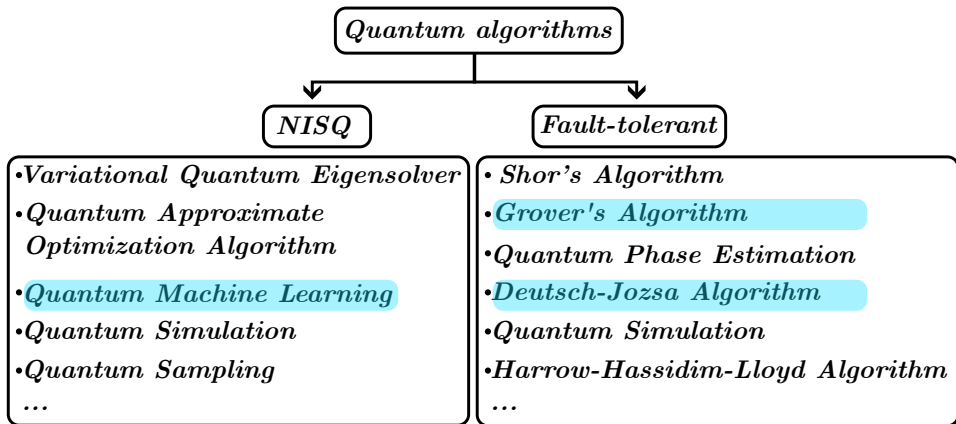 Quantum algorithms
NISQ
Fault-tolerant
•Variational Quantum Eigensolver
•Quantum Approximate
Optimization Algorithm
•Quantum Machine Learning
•Quantum Simulation
•Quantum Sampling
...
• Shor's Algorithm
•Grover's Algorithm
•Quantum Phase Estimation
•Deutsch-Jozsa Algorithm
•Quantum Simulation
•Harrow-Hassidim-Lloyd Algorithm
...